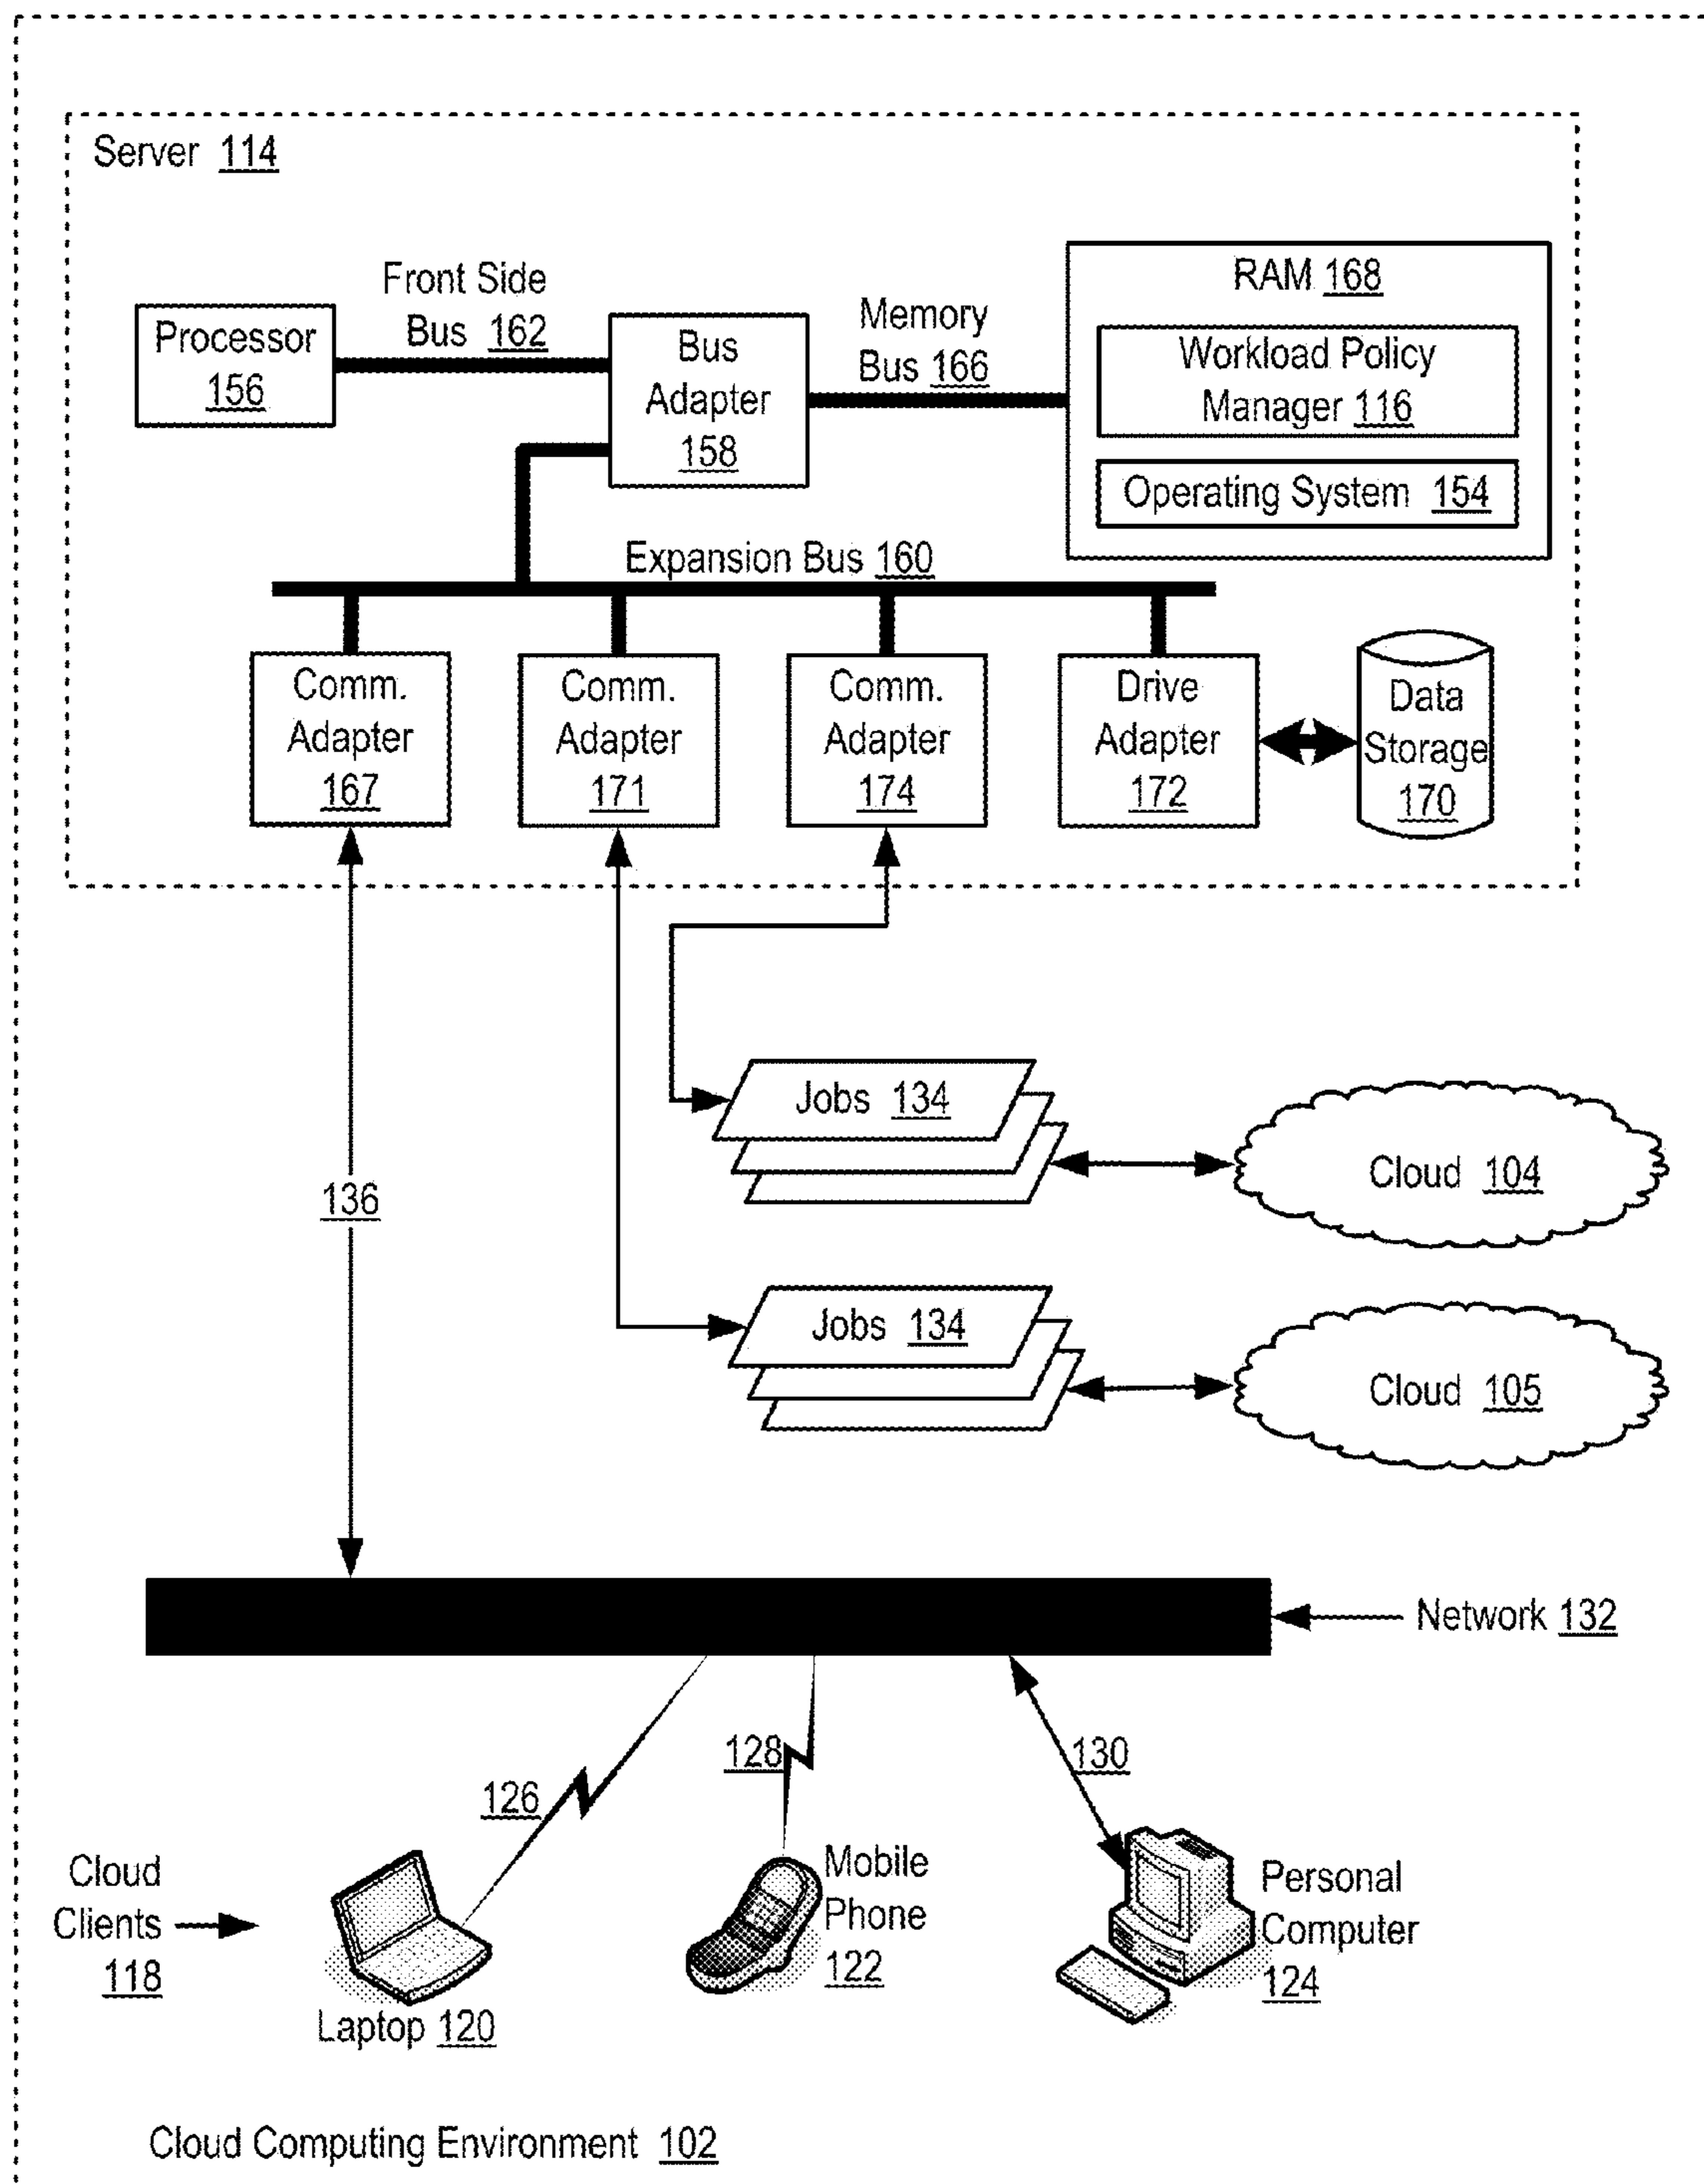 Server 114
Front Side
Bus 162
Processor
156
Bus
Adapter
158
Memory
Bus 166
RAM 168
Workload Policy
Manager 116
Operating System 154
Expansion Bus 160
Comm.
Adapter
167
Comm.
Adapter
171
Comm.
Adapter
174
Drive
Adapter
172
Data
Storage
170
Jobs 134
Cloud 104
136
Jobs 134
Cloud 105
Network 132
126
128
130
Cloud
Clients
118
Laptop 120
Mobile
Phone
122
Personal
Computer
124
Cloud Computing Environment 102